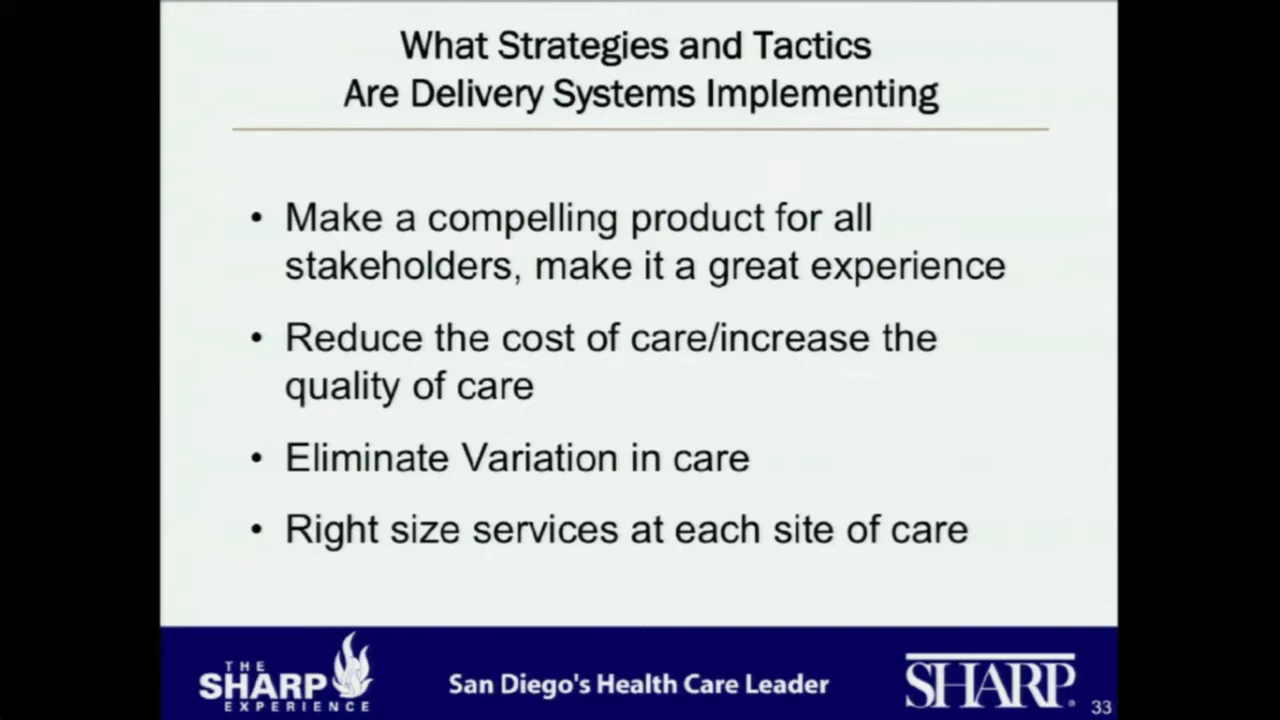 What Strategies and Tactics
Are Delivery Systems Implementing
• Make a compelling product for all
stakeholders, make it a great experience
• Reduce the cost of care/increase the
quality of care
• Eliminate Variation in care
• Right size services at each site of care
THE
SHARP
EXPERIENCE
San Diego's Health Care Leader
SHARP®
33